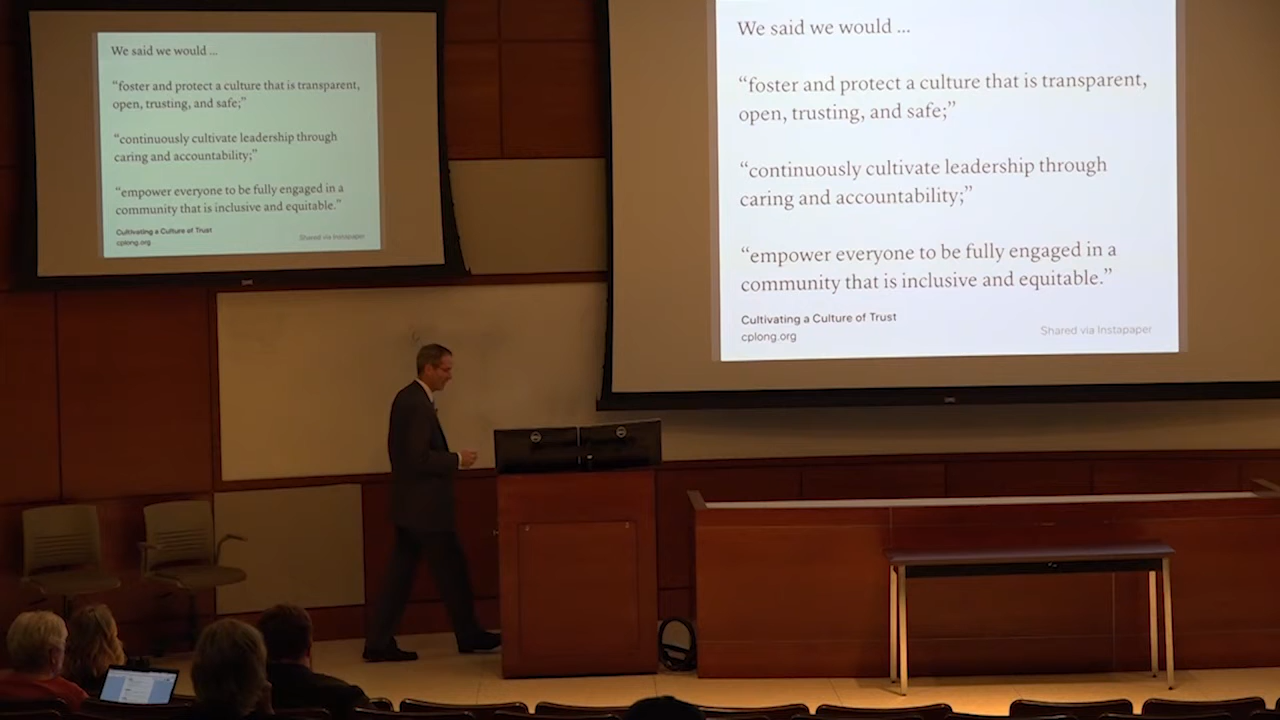 We said we would ...
“foster and protect a culture that is transparent,
open, trusting, and safe;”
“continuously cultivate leadership through
caring and accountability;”
“empower everyone to be fully engaged in a
community that is inclusive and equitable.”
Cultivating a Culture of Trust
cplong.org
Shared via Instapaper
We said we would ...
“foster and protect a culture that is transparent,
open, trusting, and safe;”
“continuously cultivate leadership through
caring and accountability;”
“empower everyone to be fully engaged in a
community that is inclusive and equitable.”
Cultivating a Culture of Trust
cplong.org
Shared via Instapaper
DELL
DELL